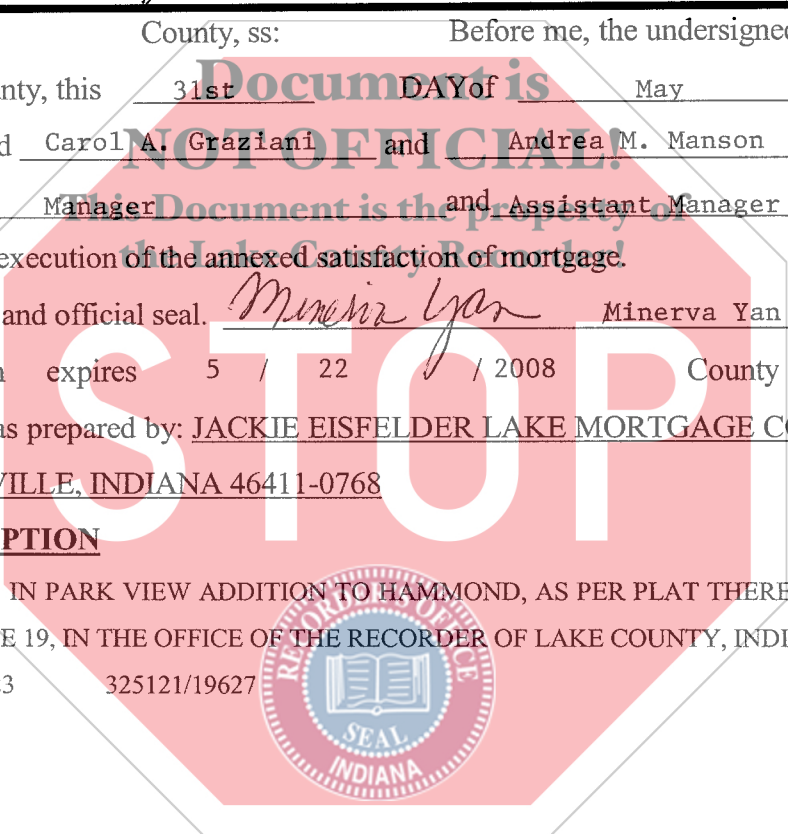 County, ss: Before me, the undersigned
nty, this 31st DAYof May
d Carol A. Graziani and Andrea M. Manson
Manager and Assistant Manager
execution of the annexed satisfaction of mortgage.
and official seal. Minerva Yan Minerva Yan
expires 5 / 22 / 2008 County
as prepared by: JACKIE EISFELDER LAKE MORTGAGE CO
VILLE, INDIANA 46411-0768
PTION
IN PARK VIEW ADDITION TO HAMMOND, AS PER PLAT THERE
E 19, IN THE OFFICE OF THE RECORDER OF LAKE COUNTY, INDI
23 325121/19627
Document is
NOT OFFICIAL!
This Document is the property of
the Lake County Recorder!
STOP
RECORDER'S OFFICE
SEAL
INDIANA